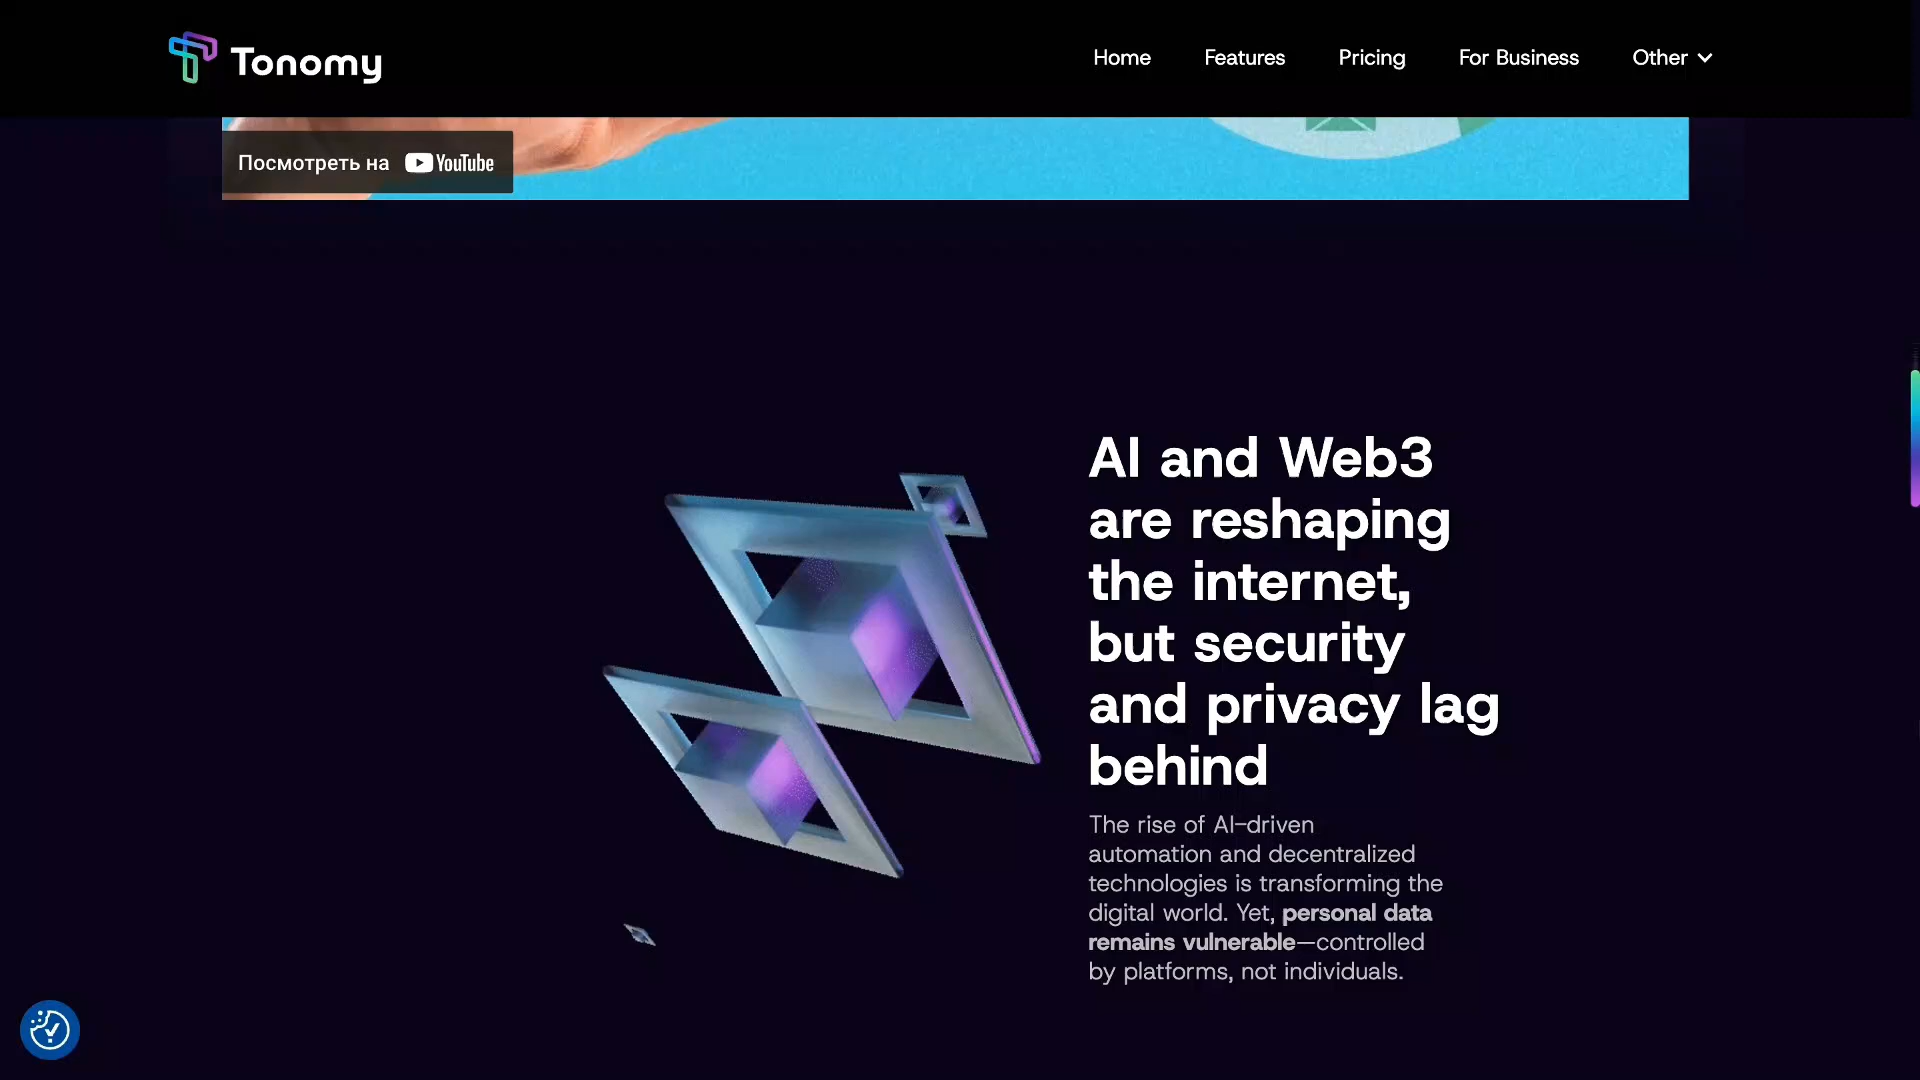 Tonomy
Home Features Pricing For Business Other
Посмотреть на YouTube
AI and Web3
are reshaping
the internet,
but security
and privacy lag
behind
The rise of AI-driven
automation and decentralized
technologies is transforming the
digital world. Yet, personal data
remains vulnerable—controlled
by platforms, not individuals.